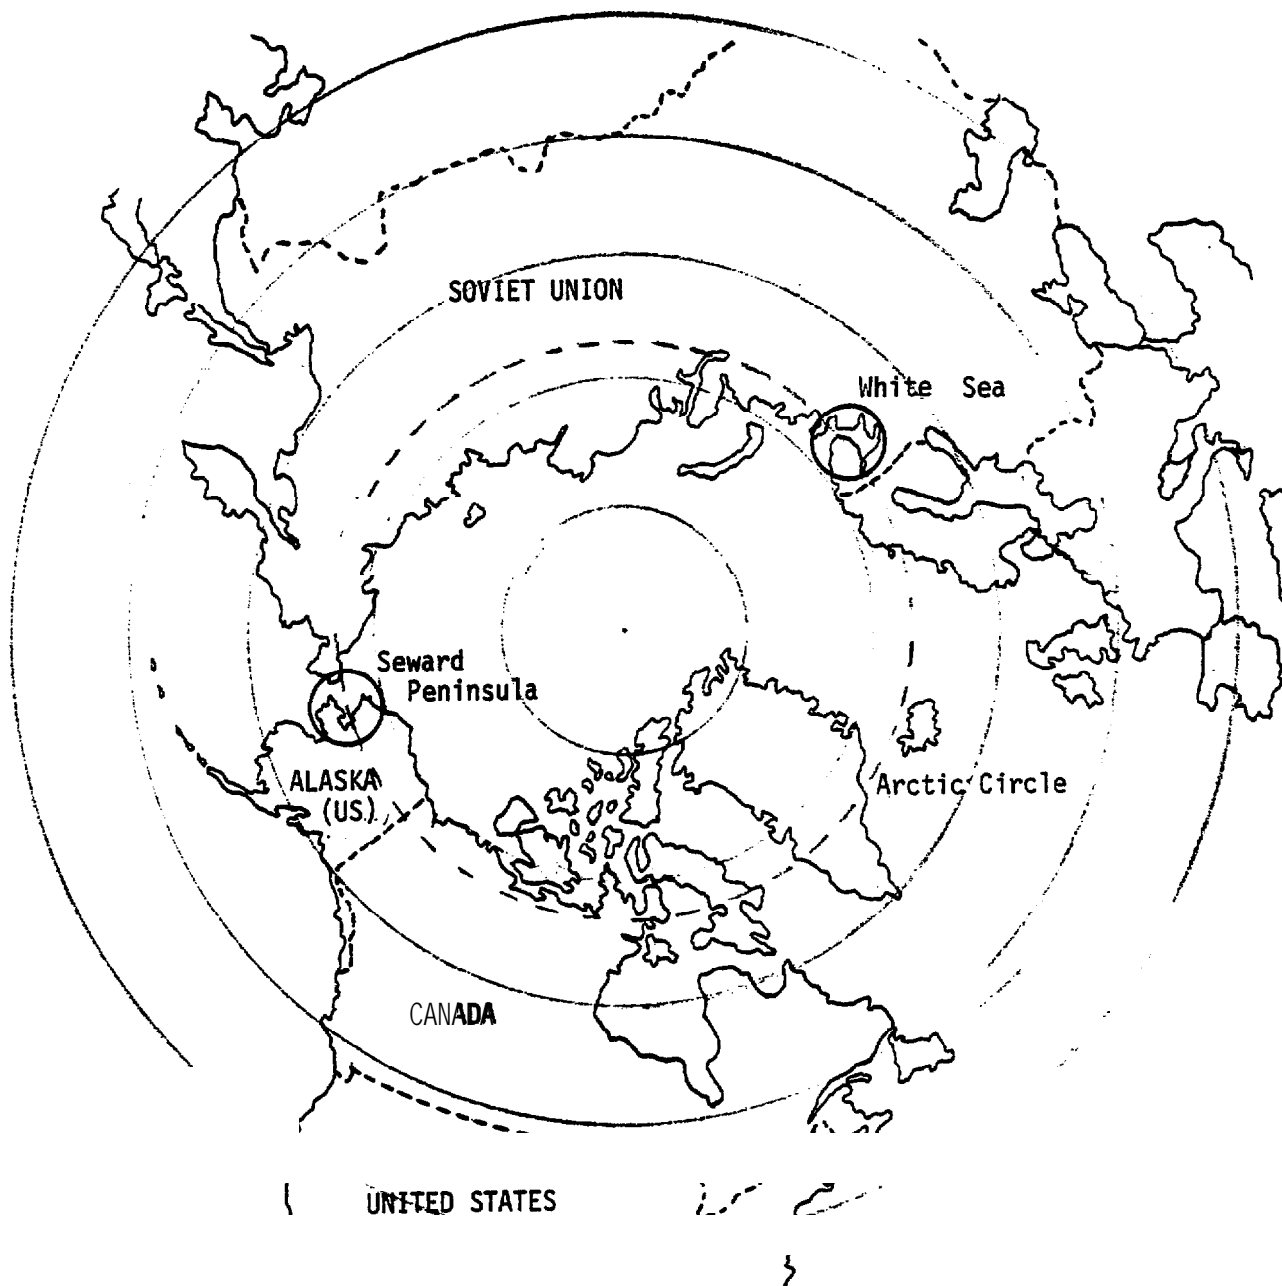 SOVIET UNION
White Sea
Seward
Peninsula
ALASKA
(US)
Arctic Circle
CANADA
UNITED STATES